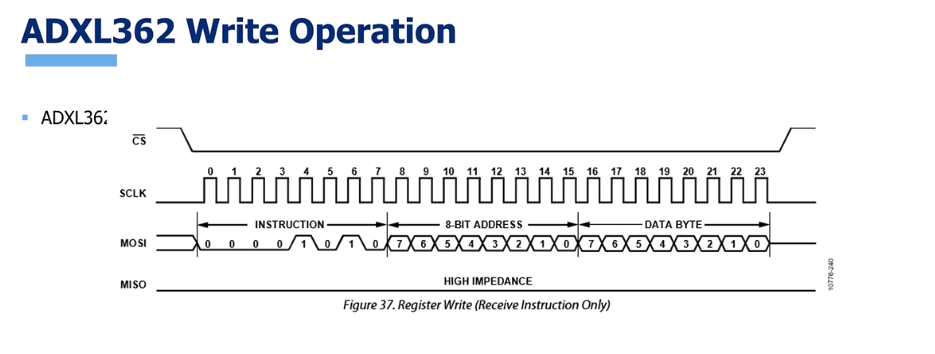 ADXL362 Write Operation
ADXL362
CS
0 1 2 3 4 5 6 7 8 9 10 11 12 13 14 15 16 17 18 19 20 21 22 23
SCLK
INSTRUCTION 8-BIT ADDRESS DATA BYTE
MOSI 0 0 0 0 1 0 1 0 7 6 5 4 3 2 1 0 7 6 5 4 3 2 1 0
HIGH IMPEDANCE
MISO
10776-240
Figure 37. Register Write (Receive Instruction Only)